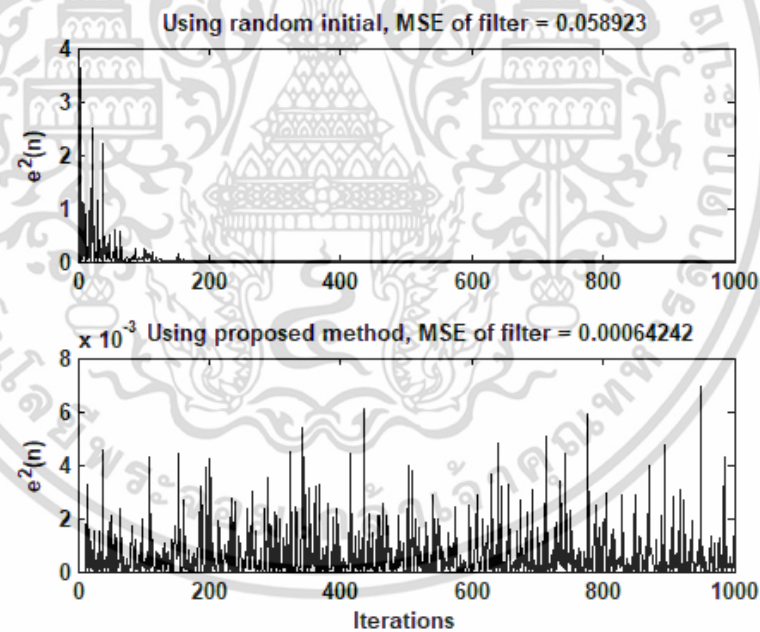 Using random initial, MSE of filter = 0.058923
4
3
2
1
0
e²(n)
0 200 400 600 800 1000
x 10⁻³ Using proposed method, MSE of filter = 0.00064242
8
6
4
2
0
e²(n)
0 200 400 600 800 1000
Iterations